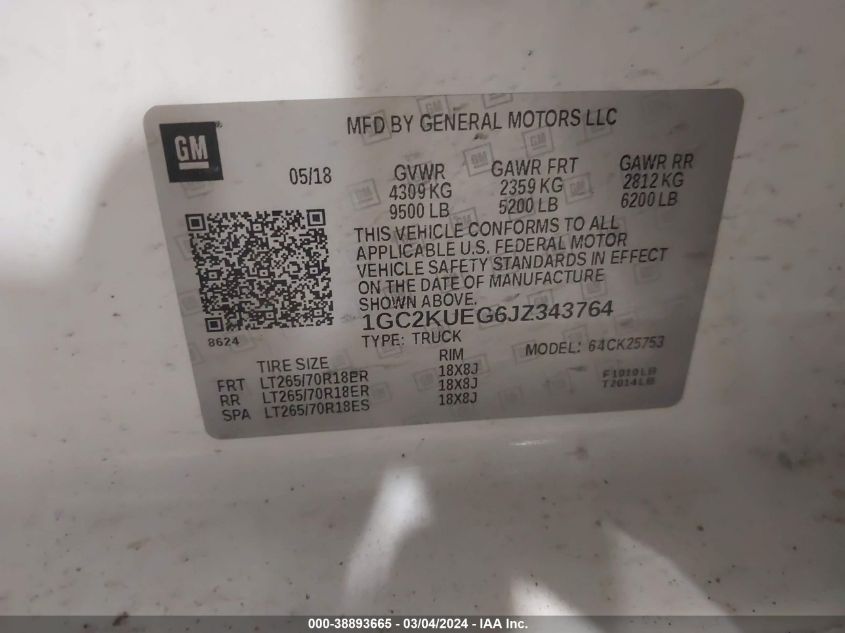 GM
MFD BY GENERAL MOTORS LLC
05/18
GVWR GAWR FRT GAWR RR
4309 KG 2359 KG 2812 KG
9500 LB 5200 LB 6200 LB
THIS VEHICLE CONFORMS TO ALL
APPLICABLE U.S. FEDERAL MOTOR
VEHICLE SAFETY STANDARDS IN EFFECT
ON THE DATE OF MANUFACTURE
SHOWN ABOVE.
1GC2KUEG6JZ343764
8624
TYPE: TRUCK MODEL: 64CK25753
TIRE SIZE RIM
FRT LT265/70R18ER 18X8J
RR LT265/70R18ER 18X8J
SPA LT265/70R18ES 18X8J
F1010LB
T2014LB
000-38893665 - 03/04/2024 - IAA Inc.